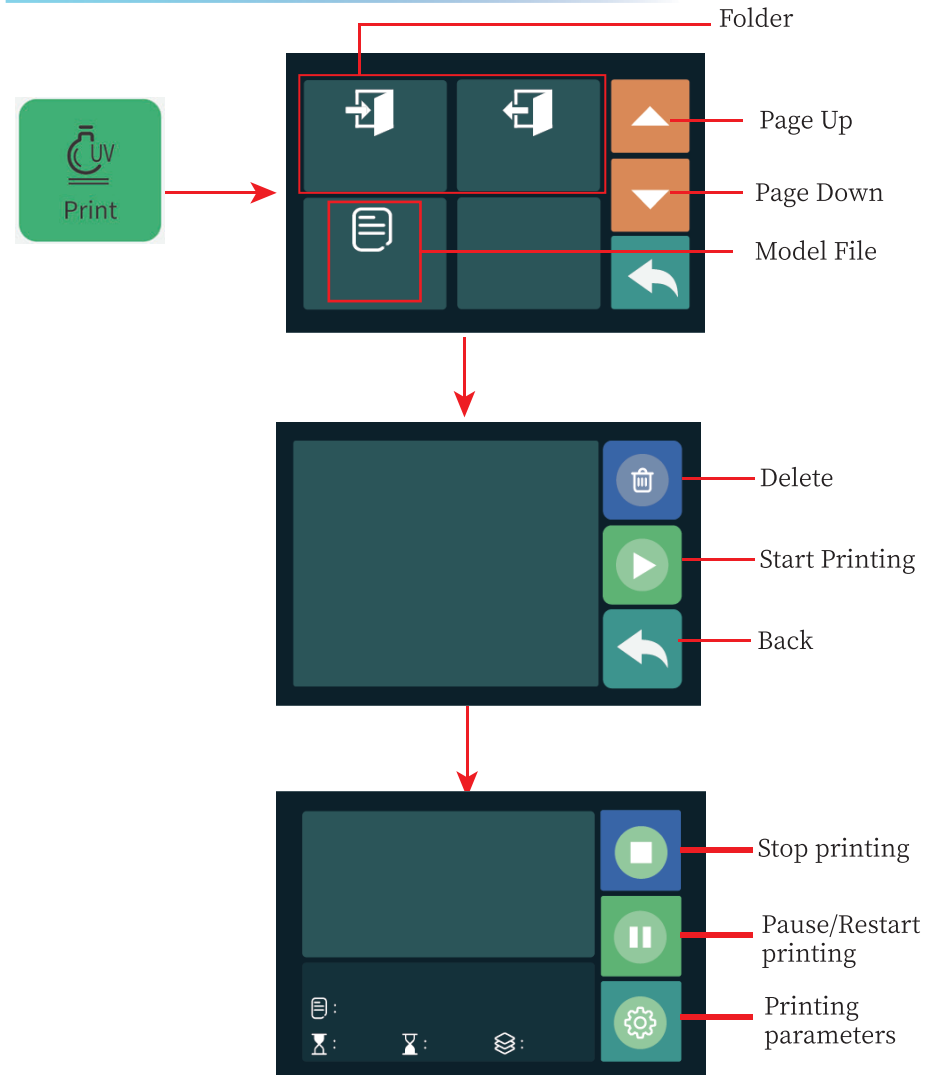 Folder
UV
Print
Page Up
Page Down
Model File
Delete
Start Printing
Back
Stop printing
Pause/Restart
printing
Printing
parameters
:
: : :